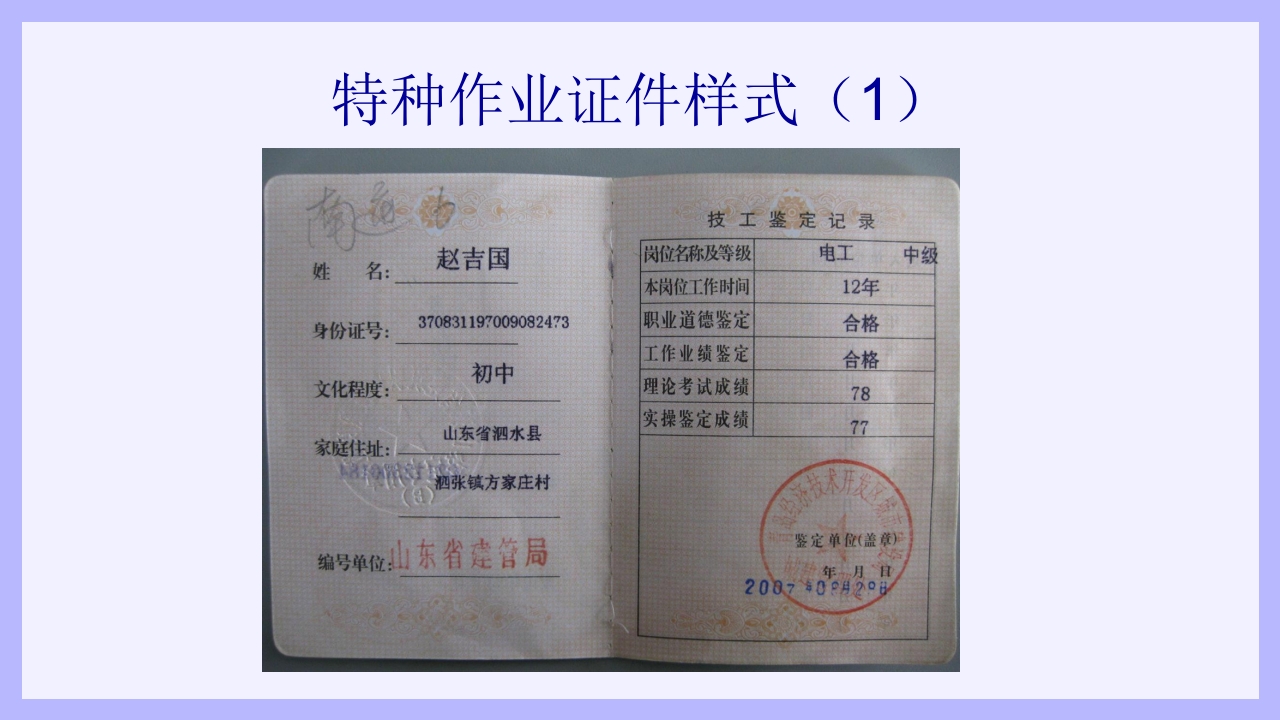 特种作业证件样式（1）
姓 名: 赵吉国
身份证号: 370831197009082473
文化程度: 初中
家庭住址: 山东省泗水县
泗张镇方家庄村
编号单位: 山东省建管局
技工鉴定记录
岗位名称及等级 电工 中级
本岗位工作时间 12年
职业道德鉴定 合格
工作业绩鉴定 合格
理论考试成绩 78
实操鉴定成绩 77
鉴定单位(盖章)
年 月 日